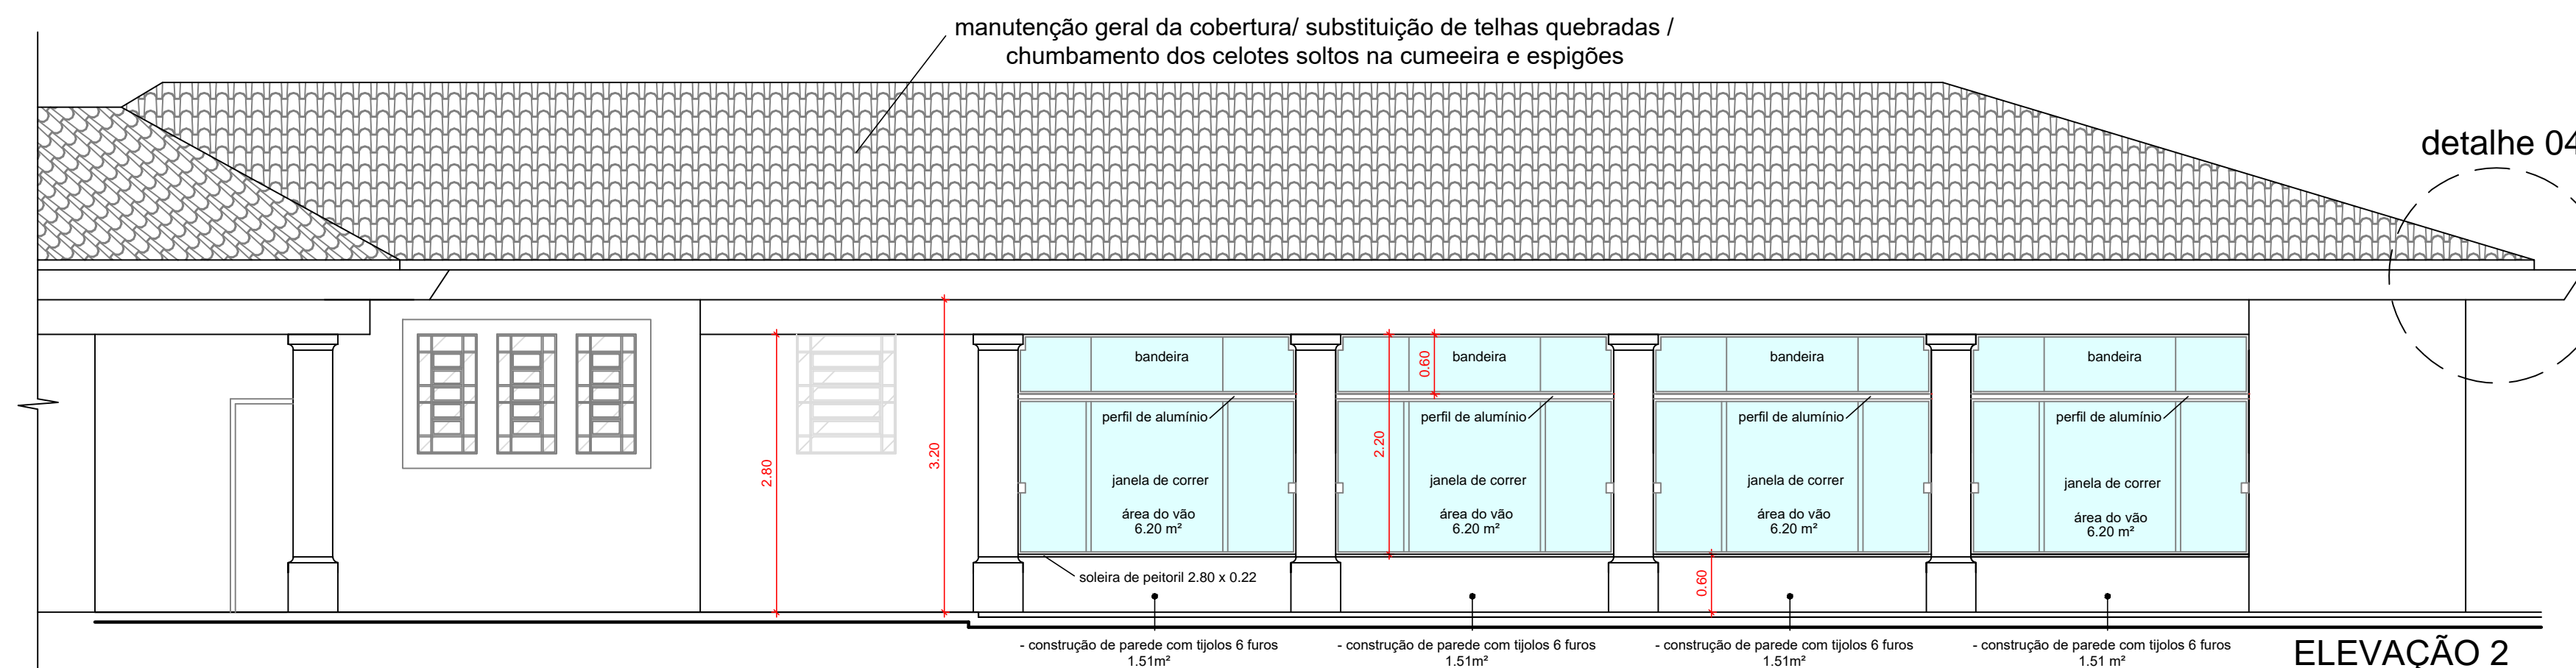 manutenção geral da cobertura/ substituição de telhas quebradas /
chumbamento dos celotes soltos na cumeeira e espigões
detalhe 04
bandeira
bandeira
bandeira
bandeira
0.60
perfil de alumínio
perfil de alumínio
perfil de alumínio
perfil de alumínio
2.80
3.20
2.20
janela de correr
janela de correr
janela de correr
janela de correr
área do vão
6.20 m²
área do vão
6.20 m²
área do vão
6.20 m²
área do vão
6.20 m²
soleira de peitoril 2.80 x 0.22
0.60
- construção de parede com tijolos 6 furos
1.51m²
- construção de parede com tijolos 6 furos
1.51m²
- construção de parede com tijolos 6 furos
1.51m²
- construção de parede com tijolos 6 furos
1.51 m²
ELEVAÇÃO 2